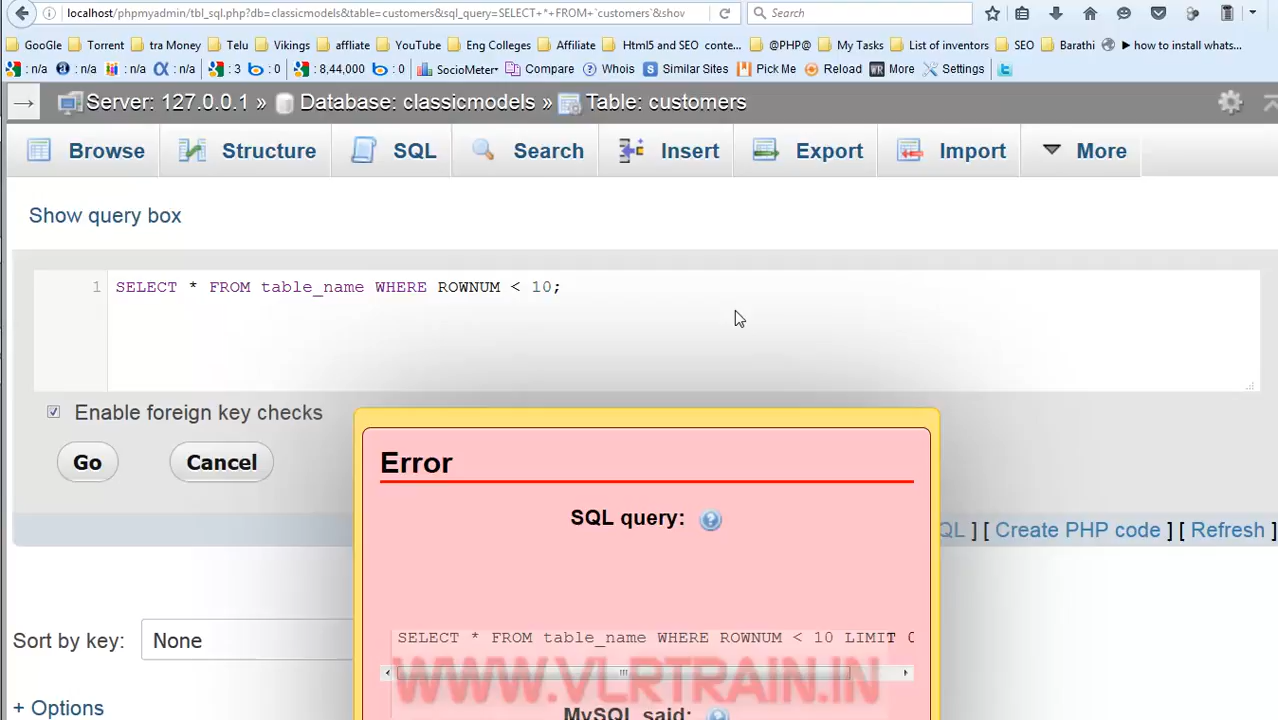 localhost/phpmyadmin/tbl_sql.php?db=classicmodels&table=customers&sql_query=SELECT+*+FROM+`customers`&show
Search
GooGle Torrent tra Money Telu Vikings affliate YouTube Eng Colleges Affiliate Html5 and SEO conte... @PHP@ My Tasks List of inventors SEO Barathi ▶ how to install whats...
: n/a : n/a : n/a : n/a : 3 : 0 : 8,44,000 : 0 SocioMeter Compare Whois Similar Sites Pick Me Reload More Settings
→ Server: 127.0.0.1 » Database: classicmodels » Table: customers
Browse Structure SQL Search Insert Export Import More
Show query box
1 SELECT * FROM table_name WHERE ROWNUM < 10;
Enable foreign key checks
Go Cancel
Error
SQL query:
QL ] [ Create PHP code ] [ Refresh ]
SELECT * FROM table_name WHERE ROWNUM < 10 LIMIT 0
Sort by key: None
WWW.VLRTRAIN.IN
+ Options
MySQL said: